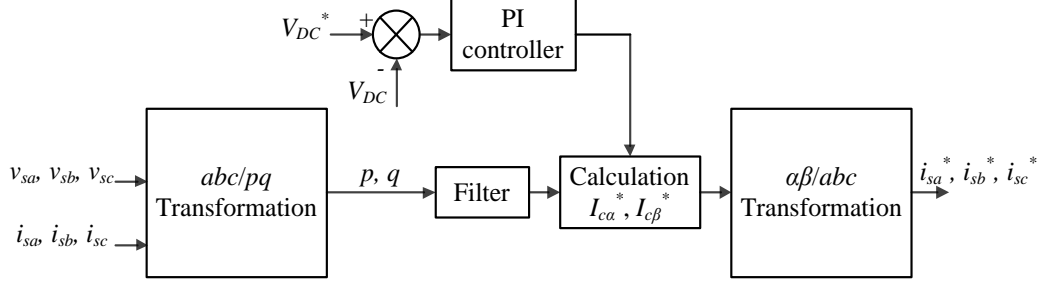 V_DC^*
+
-
V_DC
PI
controller
v_sa, v_sb, v_sc
i_sa, i_sb, i_sc
abc/pq
Transformation
p, q
Filter
Calculation
I_cα^*, I_cβ^*
αβ/abc
Transformation
i_sa^*, i_sb^*, i_sc^*